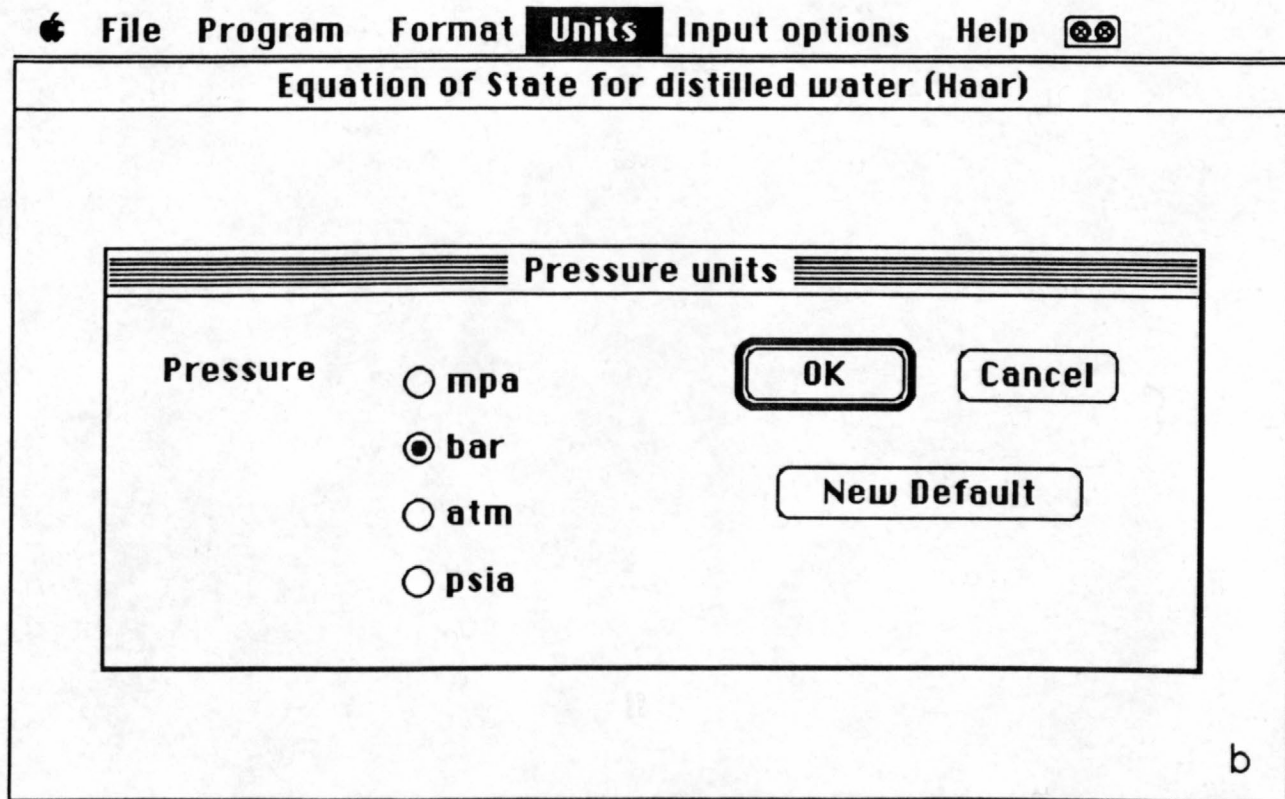 File Program Format Units Input options Help
Equation of State for distilled water (Haar)
Pressure units
Pressure
mpa
OK
Cancel
bar
New Default
atm
psia
b